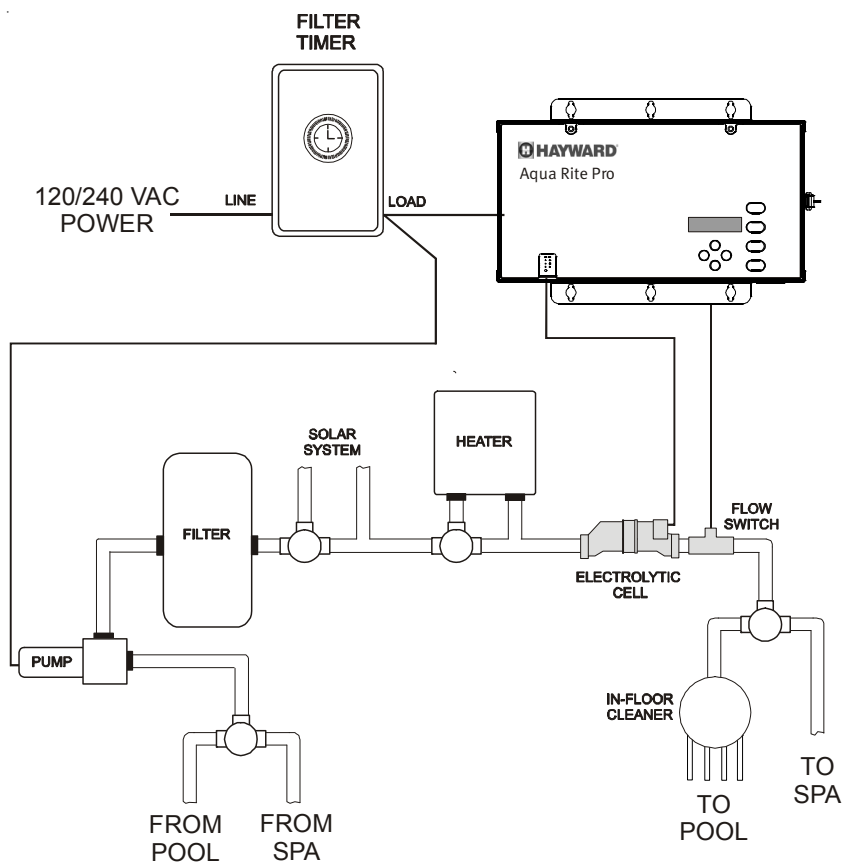 FILTER
TIMER
120/240 VAC
POWER
LINE
LOAD
HAYWARD
Aqua Rite Pro
SOLAR
SYSTEM
HEATER
FILTER
FLOW
SWITCH
ELECTROLYTIC
CELL
PUMP
IN-FLOOR
CLEANER
TO
SPA
TO
POOL
FROM
POOL
FROM
SPA